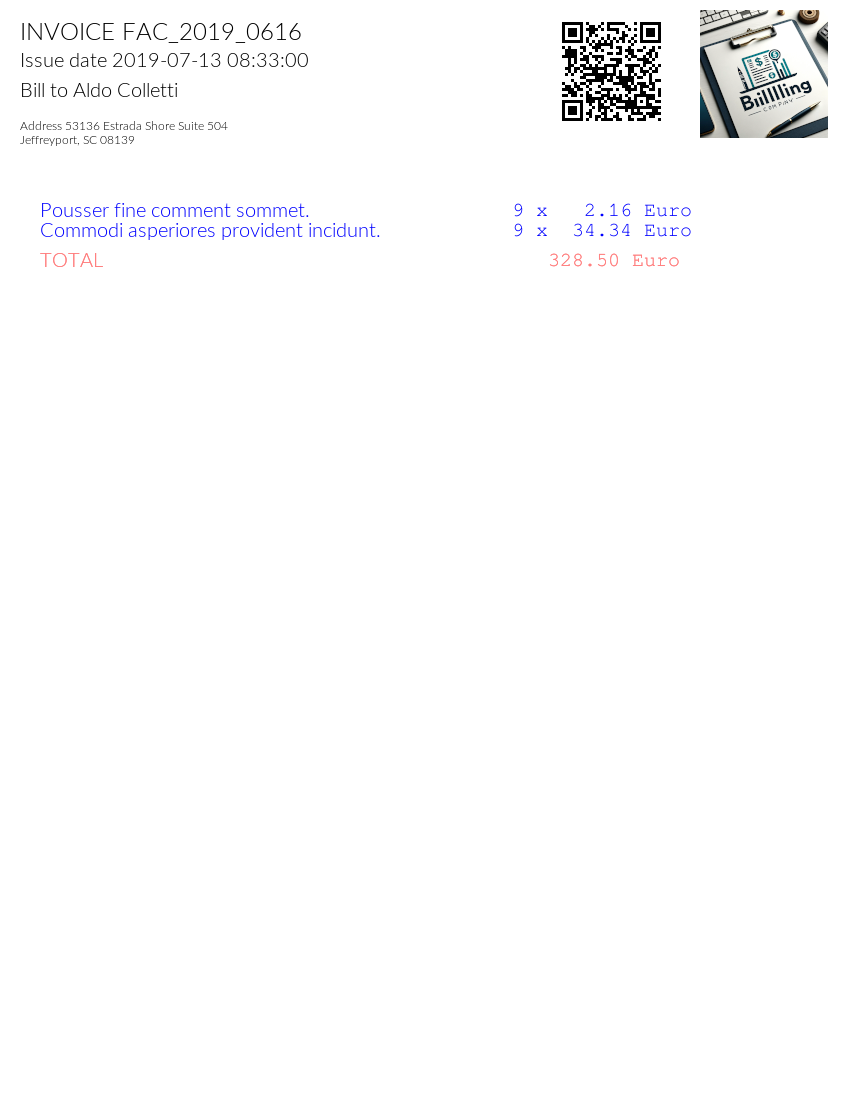 INVOICE FAC_2019_0616
Issue date 2019-07-13 08:33:00
Bill to Aldo Colletti
Address 53136 Estrada Shore Suite 504
Jeffreyport, SC 08139
Biillling
COMPANY
Pousser fine comment sommet. 9 x 2.16 Euro
Commodi asperiores provident incidunt. 9 x 34.34 Euro
TOTAL 328.50 Euro